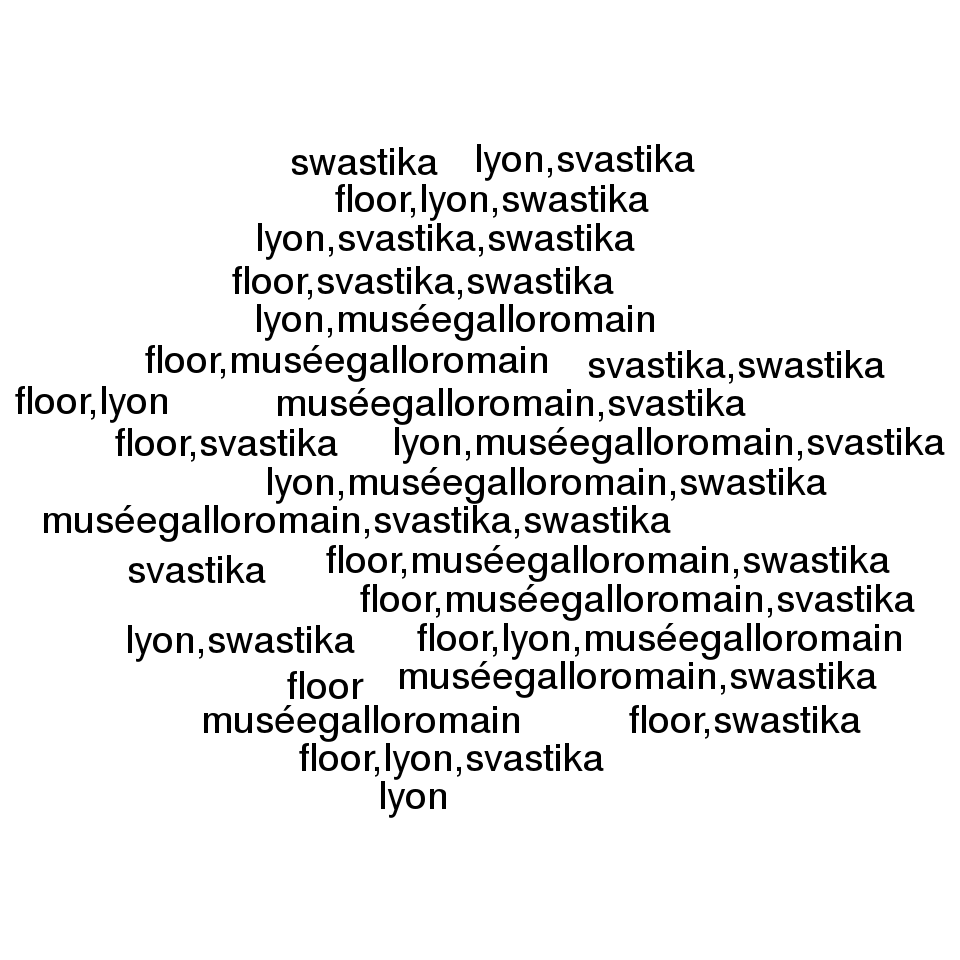 swastika lyon,svastika
floor,lyon,swastika
lyon,svastika,swastika
floor,svastika,swastika
lyon,muséegalloromain
floor,muséegalloromain svastika,swastika
floor,lyon muséegalloromain,svastika
floor,svastika lyon,muséegalloromain,svastika
lyon,muséegalloromain,swastika
muséegalloromain,svastika,swastika
svastika floor,muséegalloromain,swastika
floor,muséegalloromain,svastika
lyon,swastika floor,lyon,muséegalloromain
floor muséegalloromain,swastika
muséegalloromain floor,swastika
floor,lyon,svastika
lyon